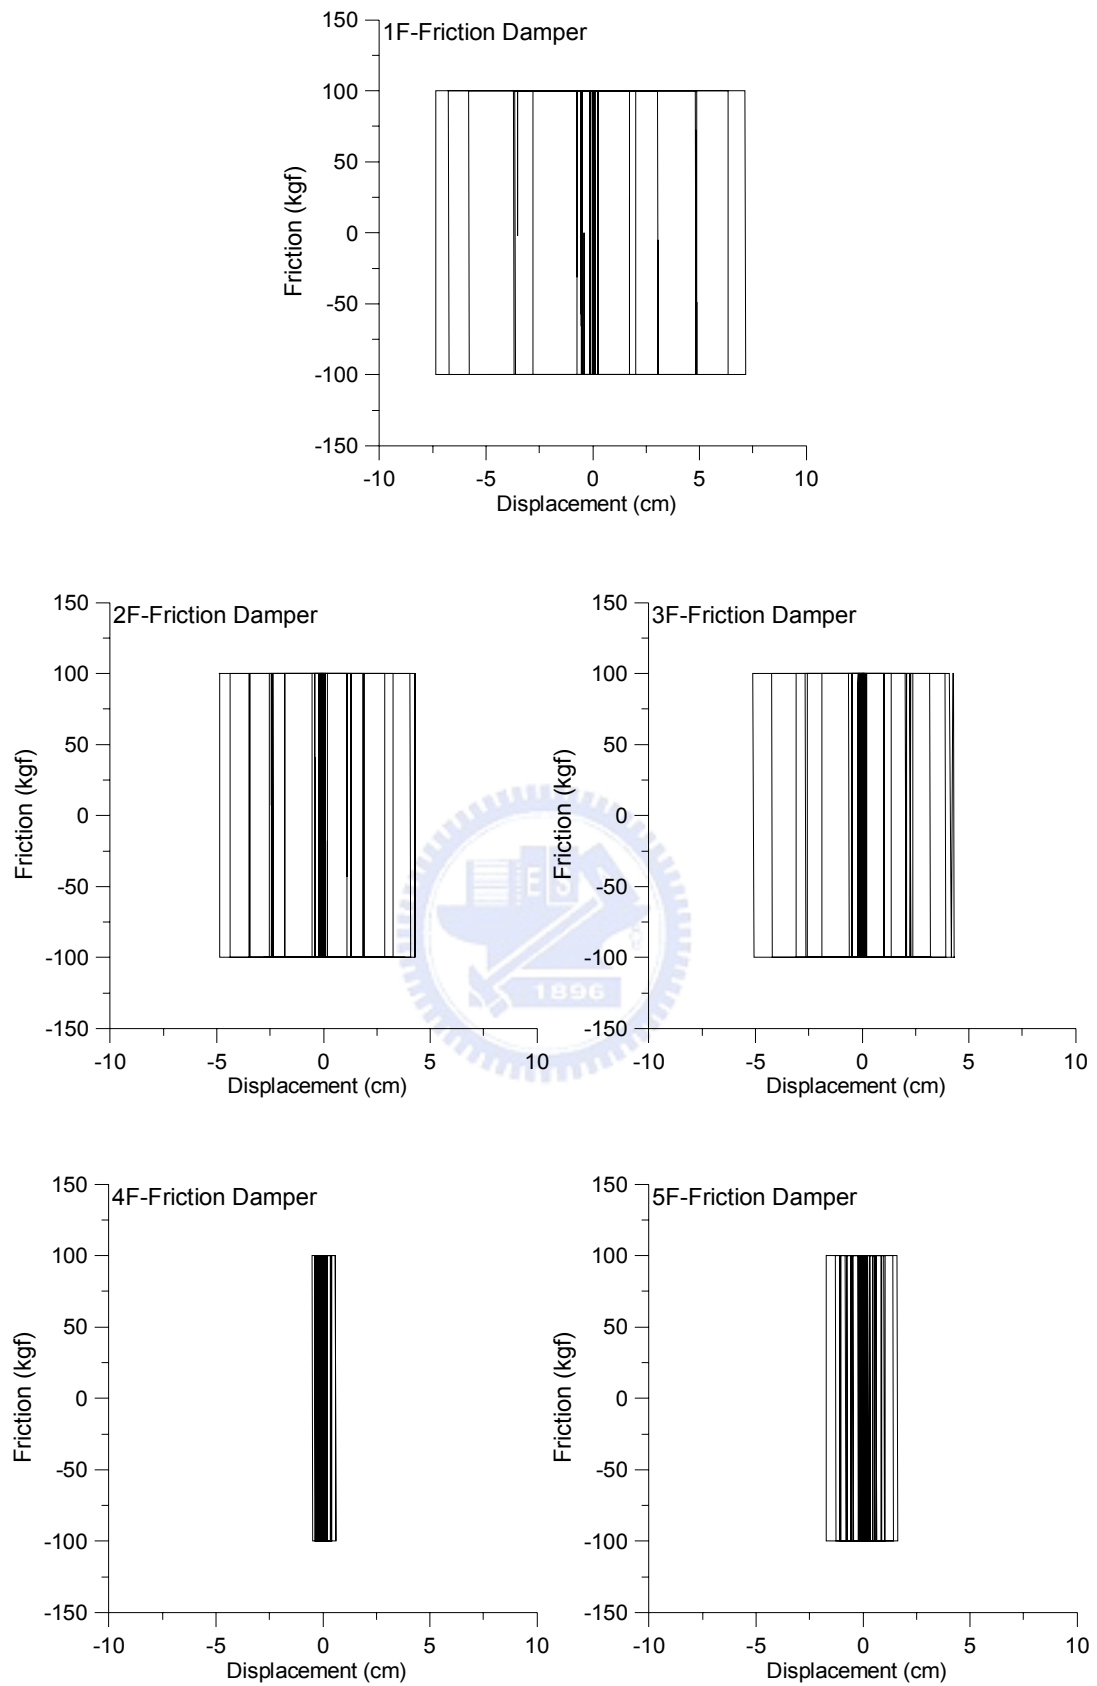 1F-Friction Damper
150
100
50
0
-50
-100
-150
Friction (kgf)
-10 -5 0 5 10
Displacement (cm)
2F-Friction Damper
150
100
50
0
-50
-100
-150
Friction (kgf)
-10 -5 0 5 10
Displacement (cm)
3F-Friction Damper
150
100
50
0
-50
-100
-150
Friction (kgf)
-10 -5 0 5 10
Displacement (cm)
ES
1896
4F-Friction Damper
150
100
50
0
-50
-100
-150
Friction (kgf)
-10 -5 0 5 10
Displacement (cm)
5F-Friction Damper
150
100
50
0
-50
-100
-150
Friction (kgf)
-10 -5 0 5 10
Displacement (cm)